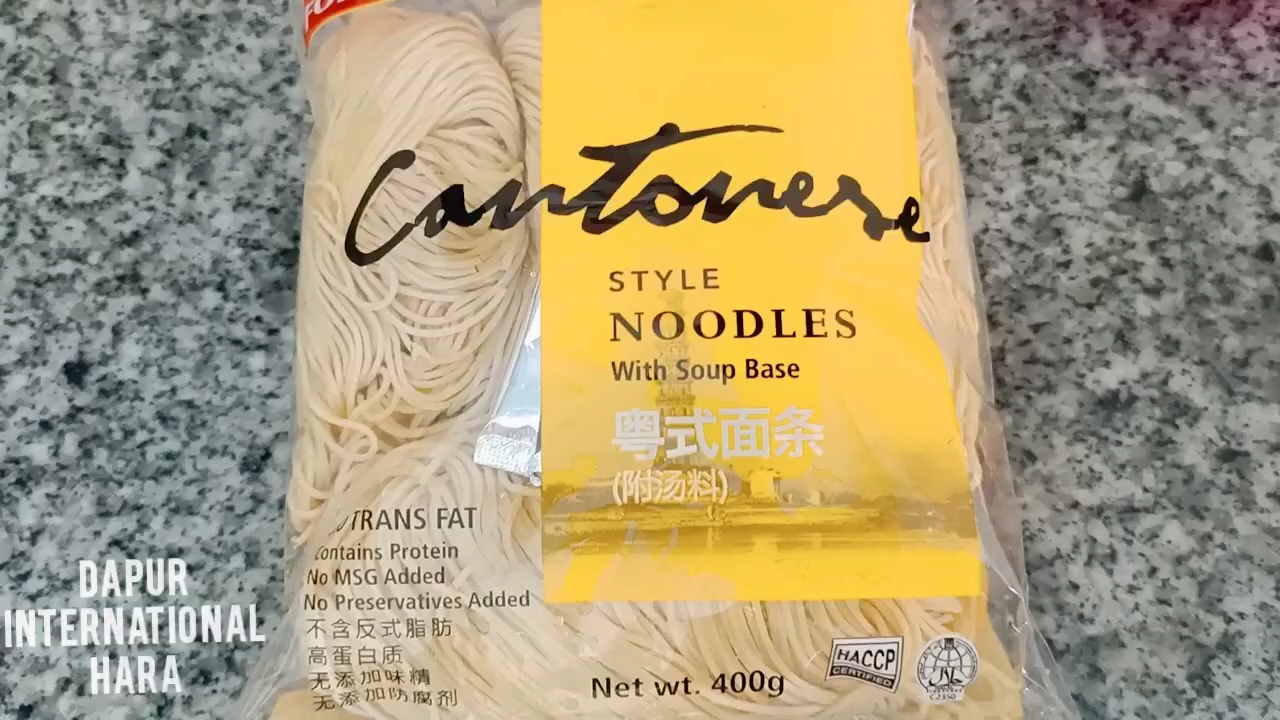 Cantonese
STYLE
NOODLES
With Soup Base
粤式面条
(附汤料)
TRANS FAT
Contains Protein
No MSG Added
No Preservatives Added
不含反式脂肪
高蛋白质
无添加味精
无添加防腐剂
Net wt. 400g
HACCP
CERTIFIED
DAPUR
INTERNATIONAL
HARA